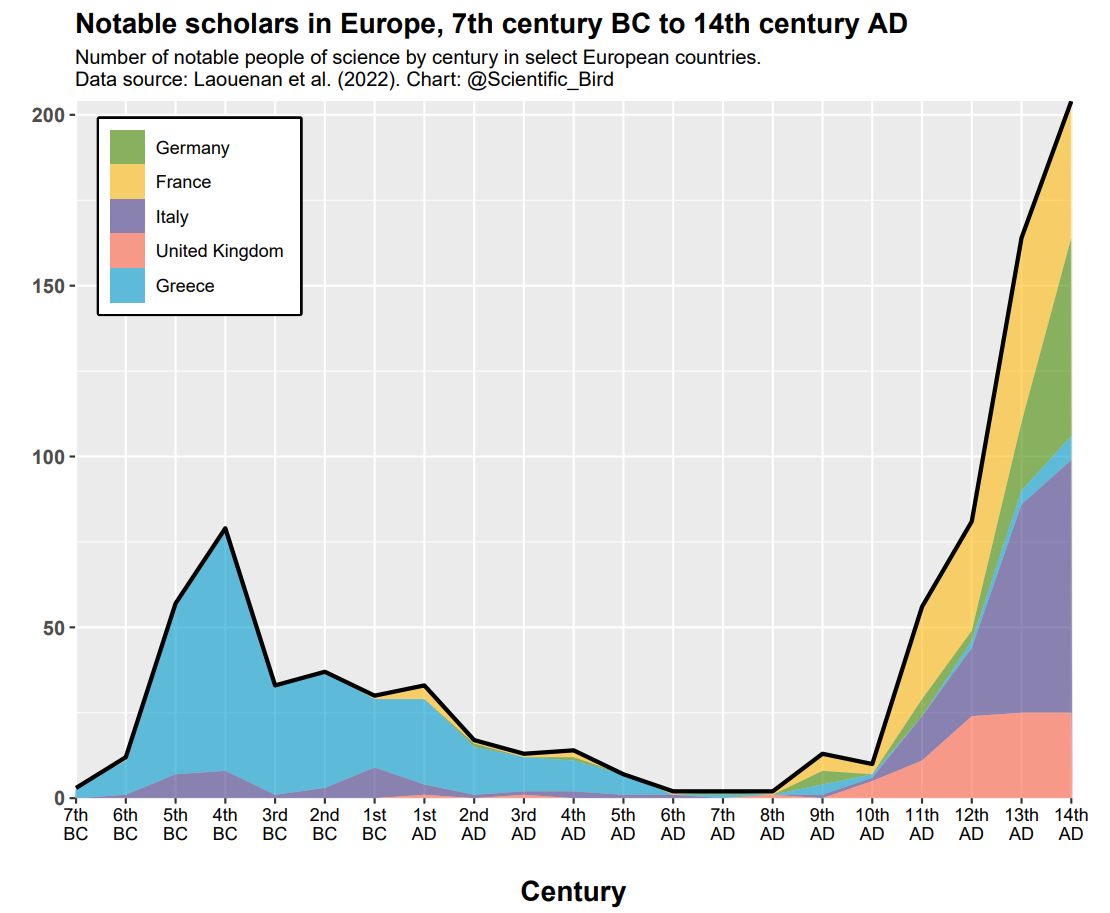 Notable scholars in Europe, 7th century BC to 14th century AD
Number of notable people of science by century in select European countries.
Data source: Laouenan et al. (2022). Chart: @Scientific_Bird
200
150
100
50
0
Germany
France
Italy
United Kingdom
Greece
7th 6th 5th 4th 3rd 2nd 1st 1st 2nd 3rd 4th 5th 6th 7th 8th 9th 10th 11th 12th 13th 14th
BC BC BC BC BC BC BC AD AD AD AD AD AD AD AD AD AD AD AD AD AD
Century